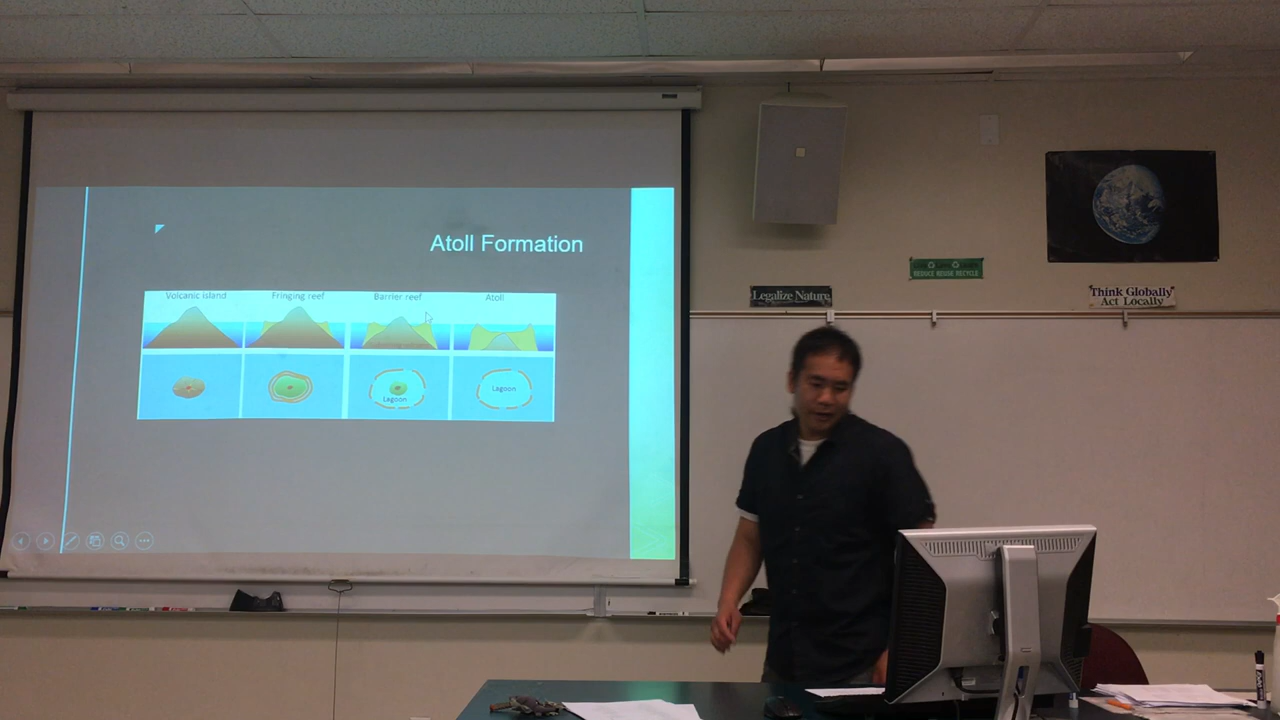 Atoll Formation
Volcanic island
Fringing reef
Barrier reef
Atoll
Lagoon
Lagoon
Legalize Nature
REDUCE REUSE RECYCLE
Think Globally
Act Locally